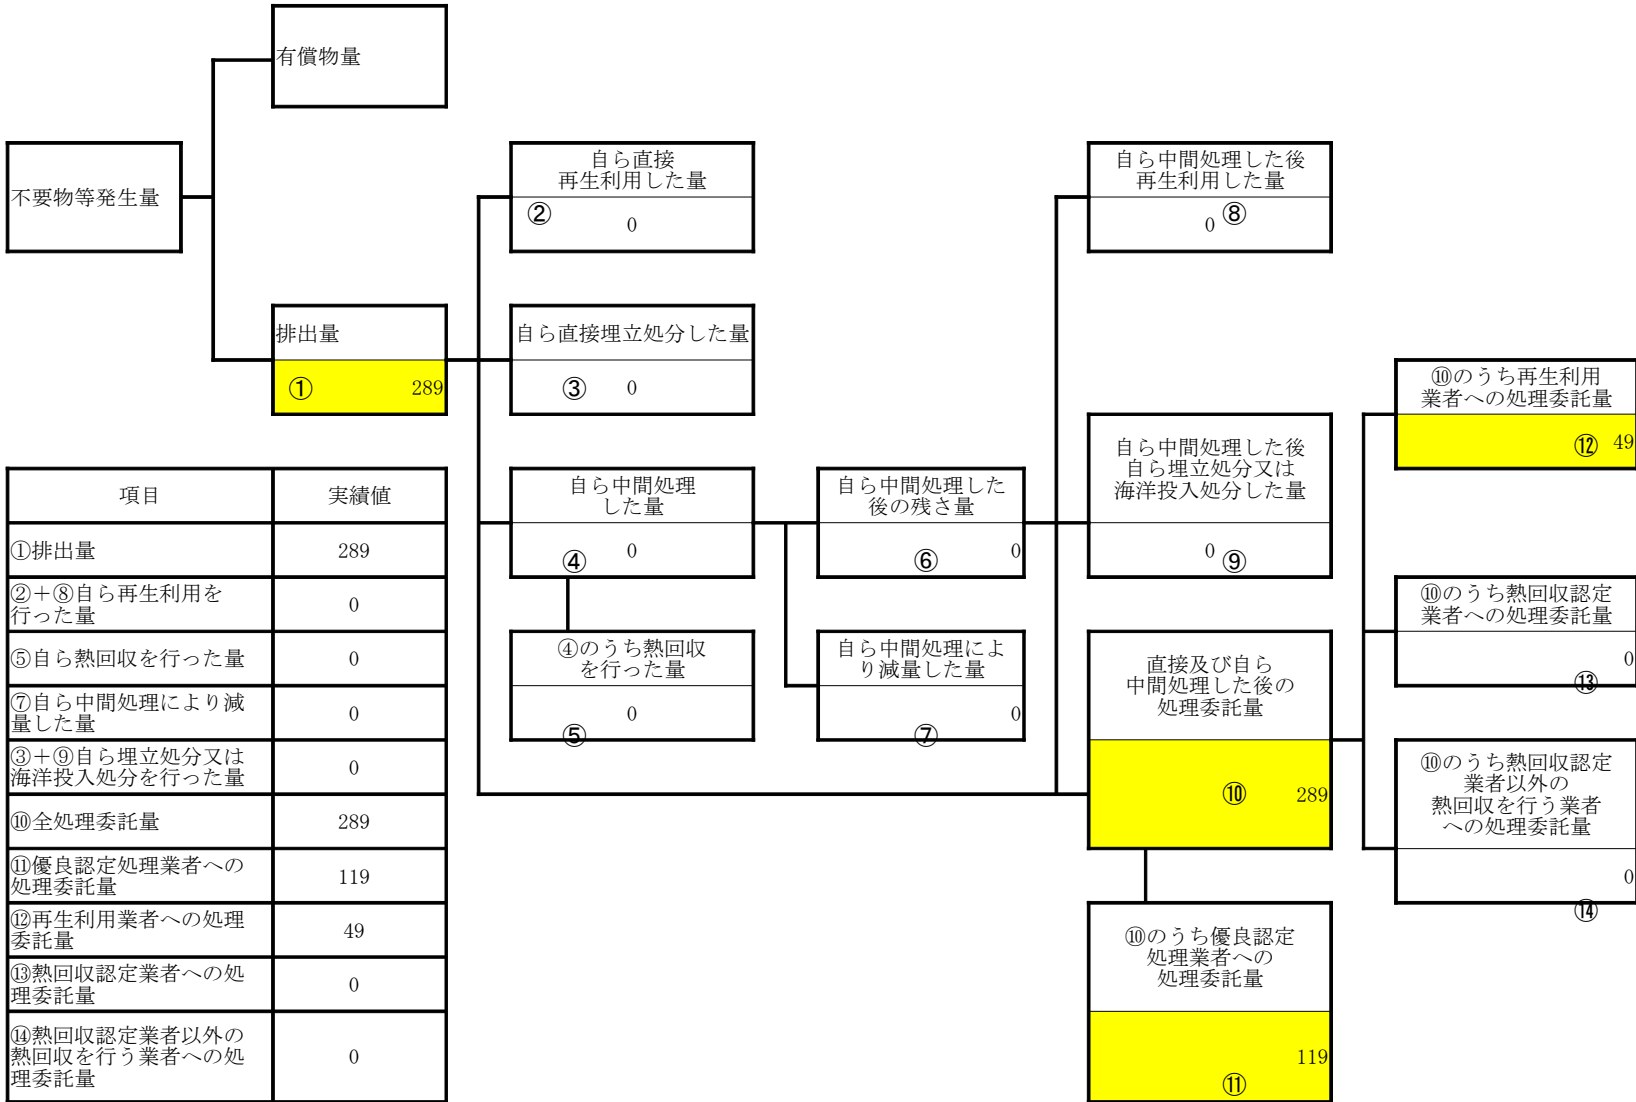 有償物量
不要物等発生量
排出量
① 289
自ら直接
再生利用した量
② 0
自ら直接埋立処分した量
③ 0
自ら中間処理
した量
④ 0
④のうち熱回収
を行った量
⑤ 0
自ら中間処理した
後の残さ量
⑥ 0
自ら中間処理によ
り減量した量
⑦ 0
自ら中間処理した後
再生利用した量
0 ⑧
自ら中間処理した後
自ら埋立処分又は
海洋投入処分した量
0 ⑨
直接及び自ら
中間処理した後の
処理委託量
⑩ 289
⑩のうち優良認定
処理業者への
処理委託量
119
⑪
⑩のうち再生利用
業者への処理委託量
⑫ 49
⑩のうち熱回収認定
業者への処理委託量
0
⑬
⑩のうち熱回収認定
業者以外の
熱回収を行う業者
への処理委託量
0
⑭
項目 実績値
①排出量 289
②+⑧自ら再生利用を
行った量 0
⑤自ら熱回収を行った量 0
⑦自ら中間処理により減
量した量 0
③+⑨自ら埋立処分又は
海洋投入処分を行った量 0
⑩全処理委託量 289
⑪優良認定処理業者への
処理委託量 119
⑫再生利用業者への処理
委託量 49
⑬熱回収認定業者への処
理委託量 0
⑭熱回収認定業者以外の
熱回収を行う業者への処
理委託量 0